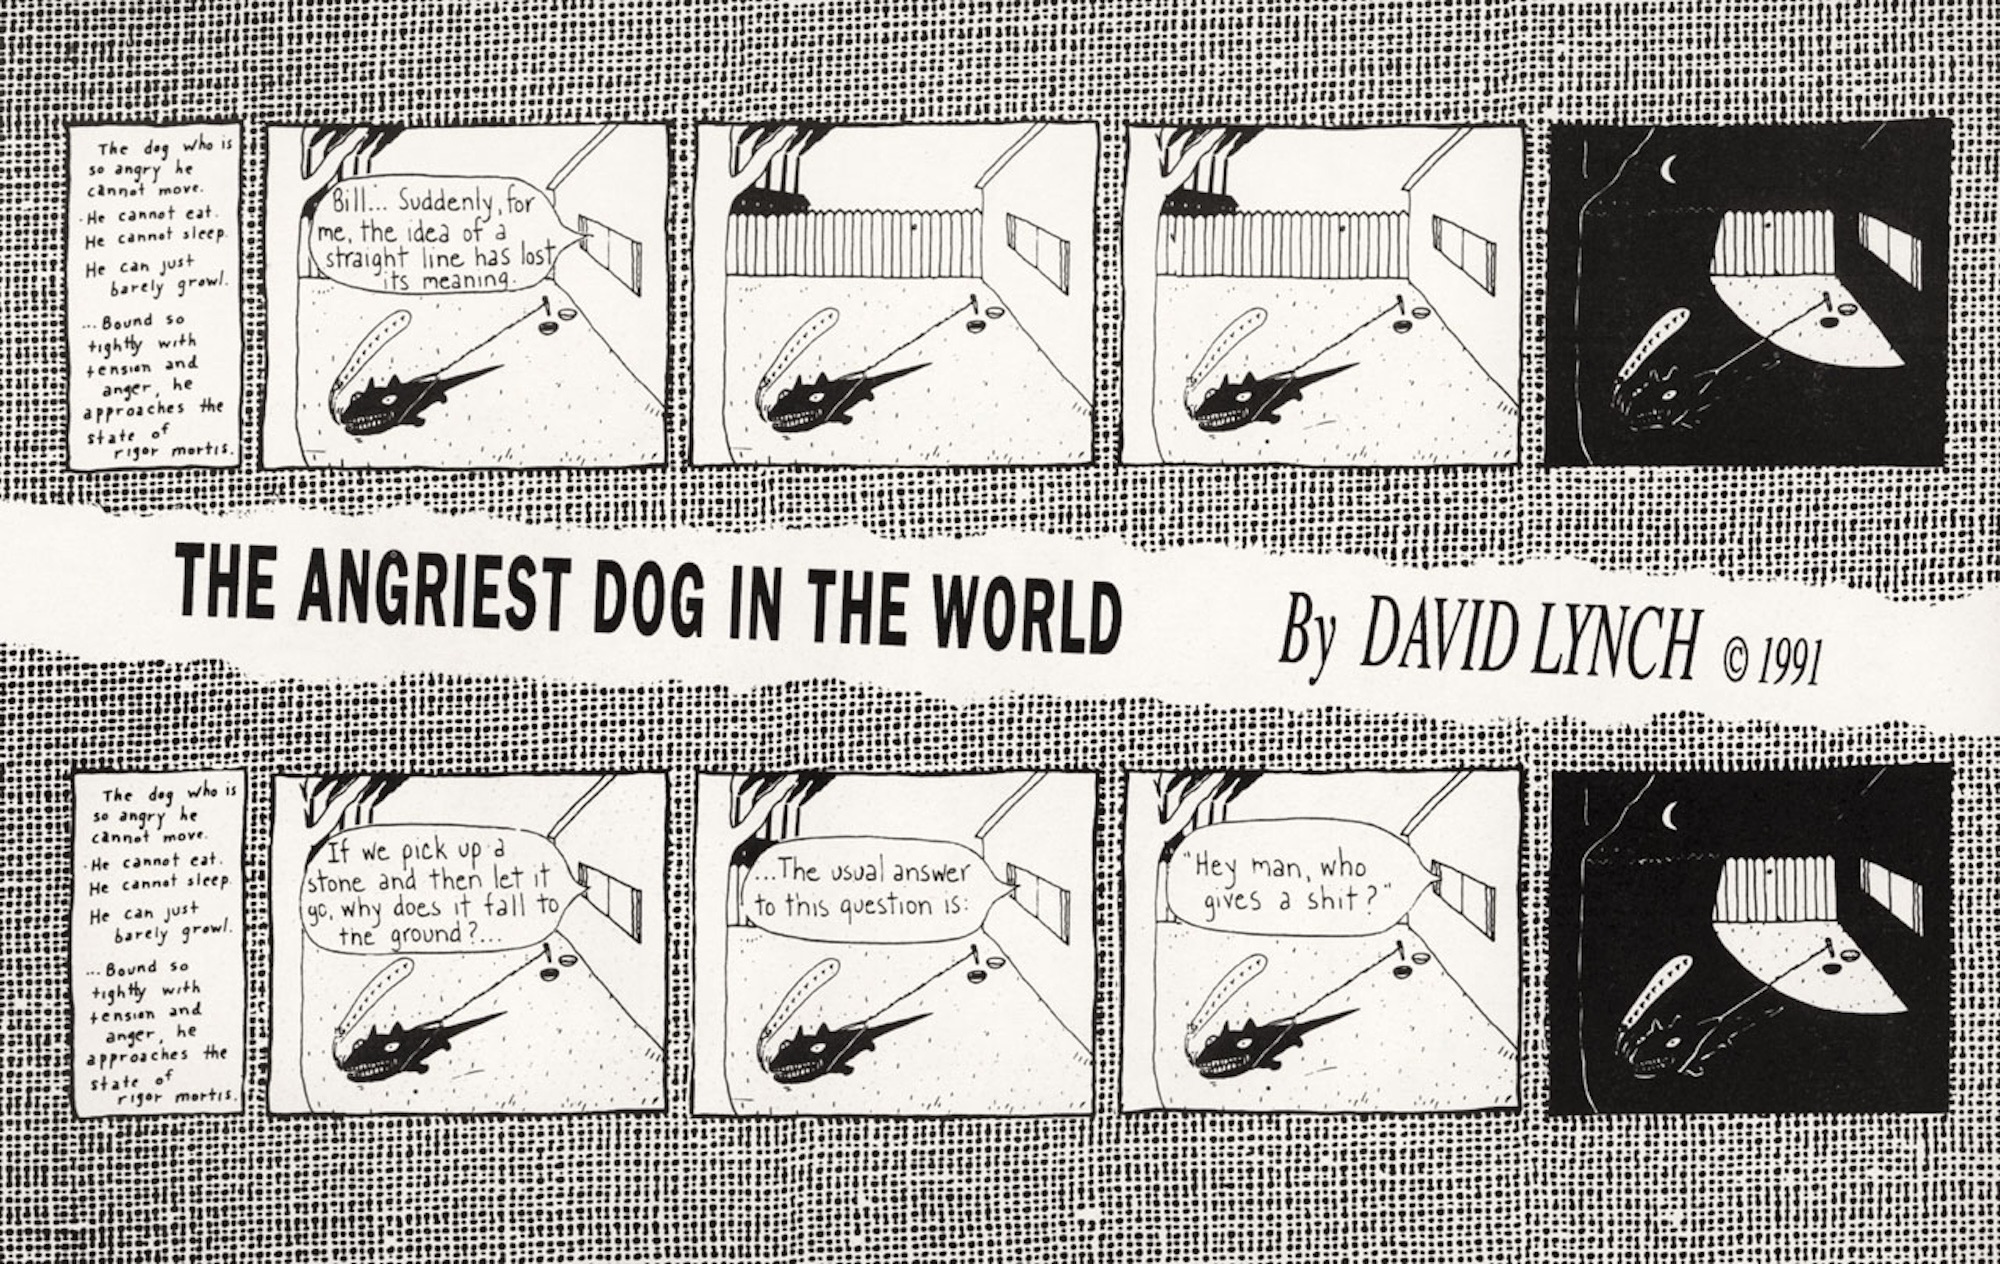 The dog who is
so angry he
cannot move.
He cannot eat.
He cannot sleep.
He can just
barely growl.
...Bound so
tightly with
tension and
anger, he
approaches the
state of
rigor mortis.
Bill... Suddenly, for
me, the idea of a
straight line has lost
its meaning.
THE ANGRIEST DOG IN THE WORLD
By DAVID LYNCH © 1991
The dog who is
so angry he
cannot move.
He cannot eat.
He cannot sleep.
He can just
barely growl.
...Bound so
tightly with
tension and
anger, he
approaches the
state of
rigor mortis.
If we pick up a
stone and then let it
go, why does it fall to
the ground?...
...The usual answer
to this question is:
"Hey man, who
gives a shit?"